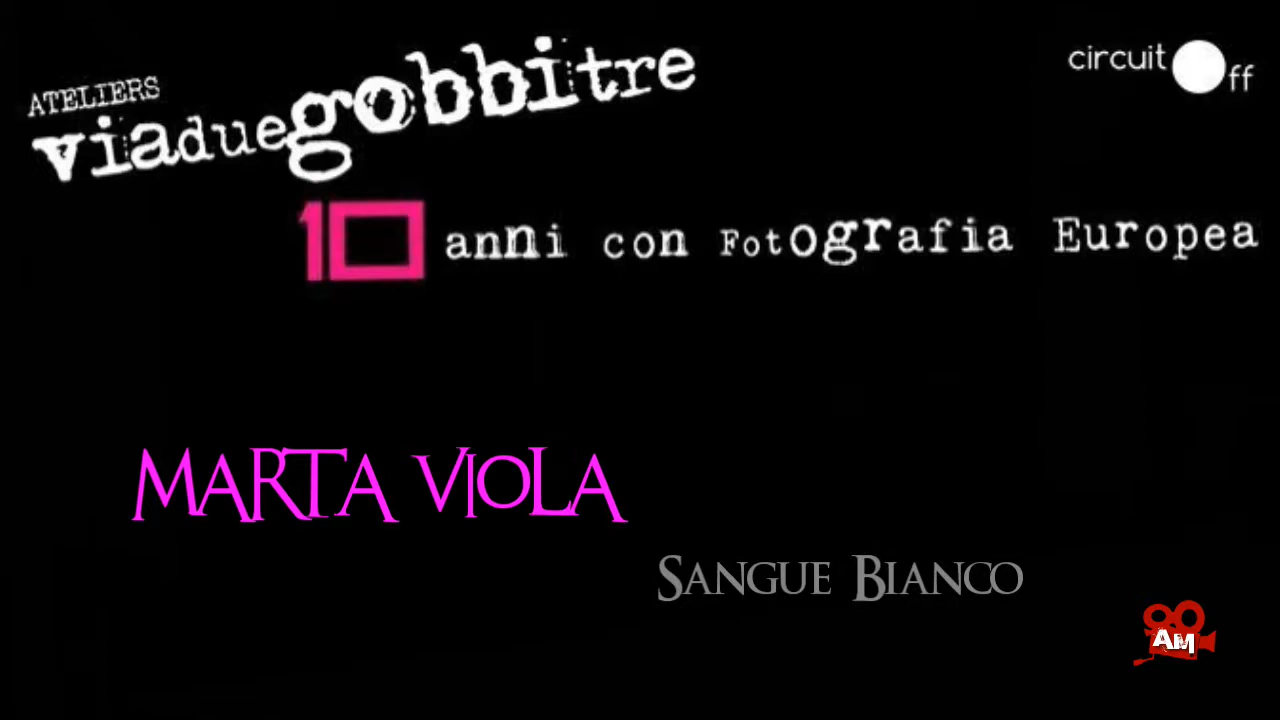 ATELIERS
viaduegobbitre
circuit off
10 anni con Fotografia Europea
MARTA VIOLA
SANGUE BIANCO
AM